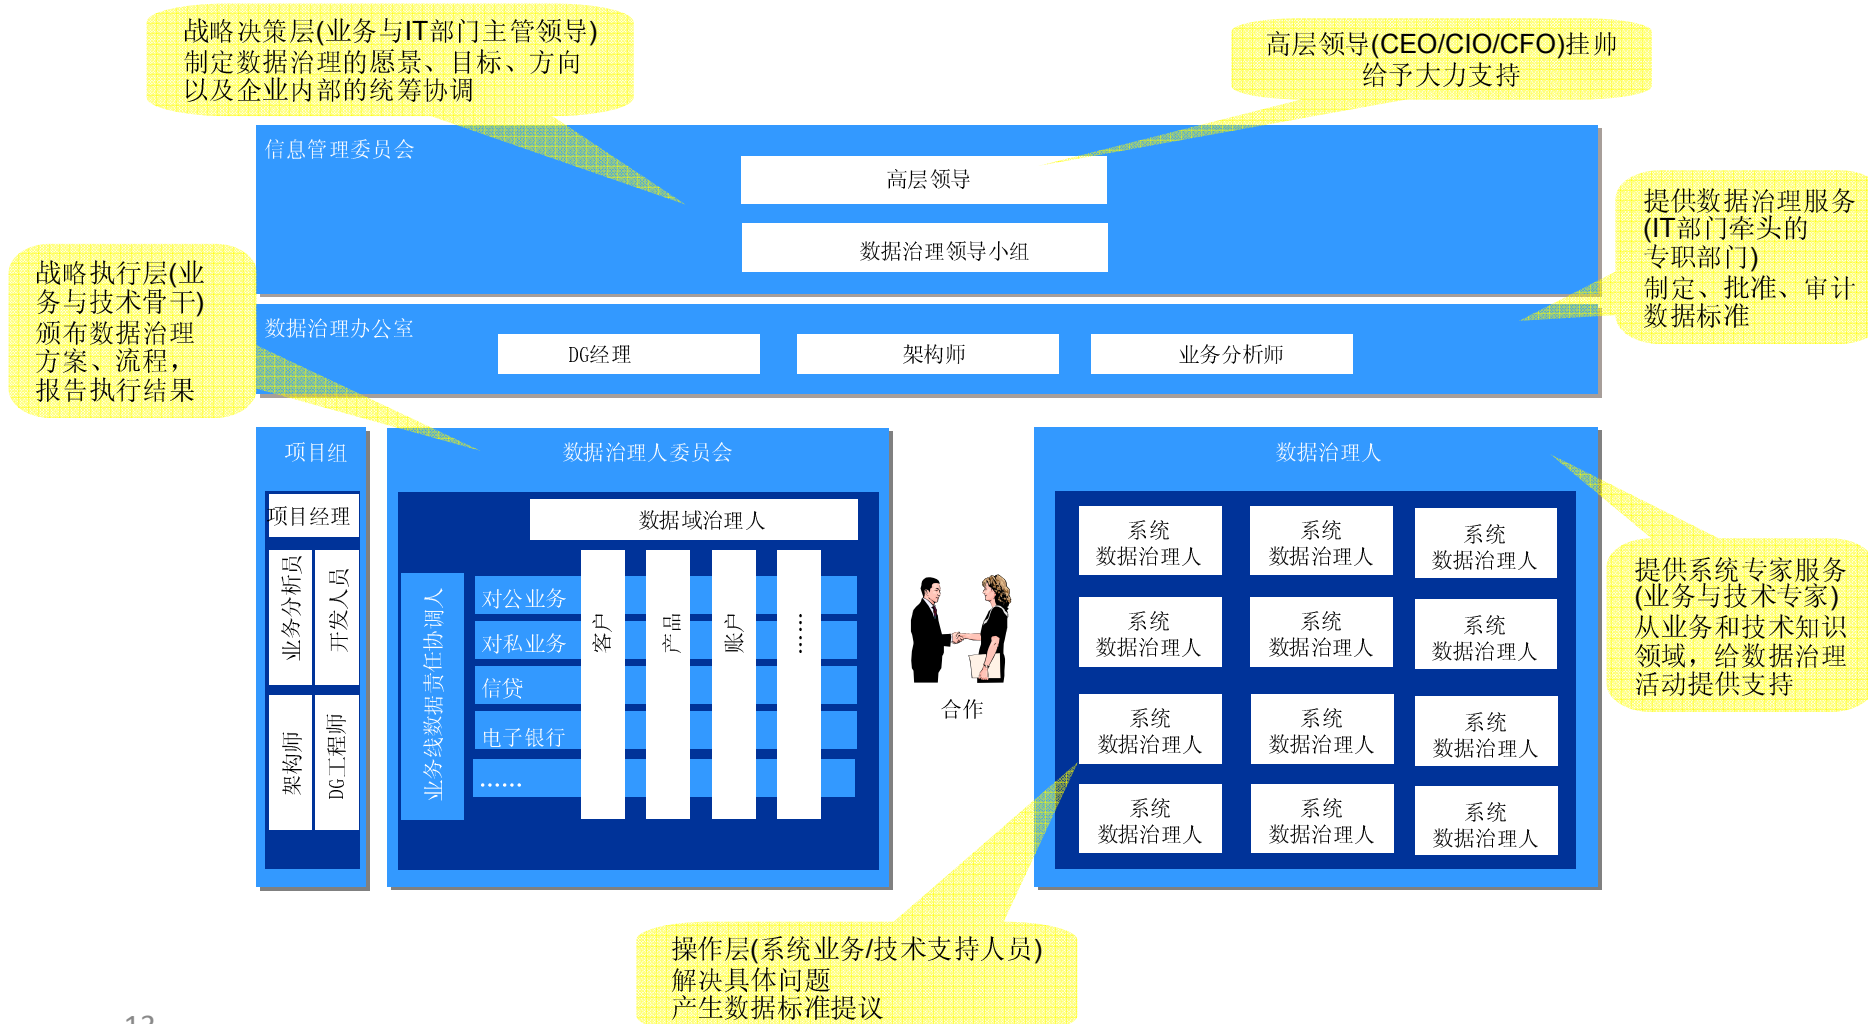 战略决策层(业务与IT部门主管领导)
制定数据治理的愿景、目标、方向
以及企业内部的统筹协调
高层领导(CEO/CIO/CFO)挂帅
给予大力支持
信息管理委员会
高层领导
数据治理领导小组
提供数据治理服务
(IT部门牵头的
专职部门)
制定、批准、审计
数据标准
战略执行层(业
务与技术骨干)
颁布数据治理
方案、流程，
报告执行结果
数据治理办公室
DG经理
架构师
业务分析师
项目组
项目经理
业务分析员
开发人员
架构师
DG工程师
数据治理人委员会
数据域治理人
业务线数据责任协调人
对公业务
对私业务
信贷
电子银行
......
客户
产品
账户
......
合作
数据治理人
系统
数据治理人
系统
数据治理人
系统
数据治理人
系统
数据治理人
系统
数据治理人
系统
数据治理人
系统
数据治理人
系统
数据治理人
系统
数据治理人
系统
数据治理人
系统
数据治理人
系统
数据治理人
提供系统专家服务
(业务与技术专家)
从业务和技术知识
领域，给数据治理
活动提供支持
操作层(系统业务/技术支持人员)
解决具体问题
产生数据标准提议